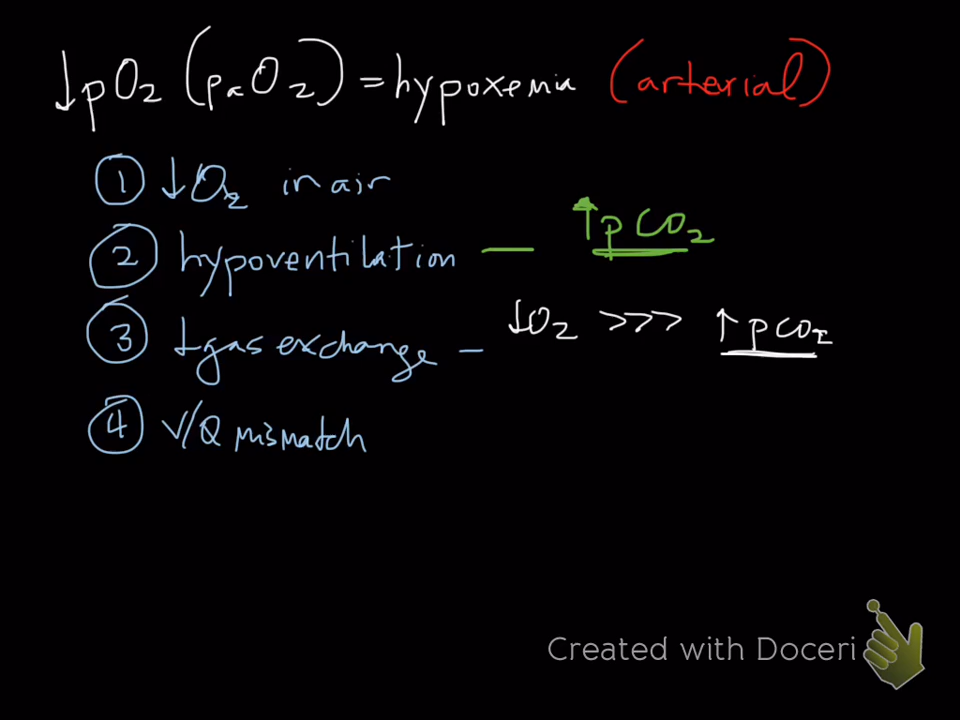 ↓pO₂ (PaO₂) = hypoxemia (arterial)
① ↓O₂ in air
② hypoventilation — ↑pCO₂
③ ↓gas exchange – ↓O₂ >>> ↑pCO₂
④ V/Q mismatch
Created with Doceri